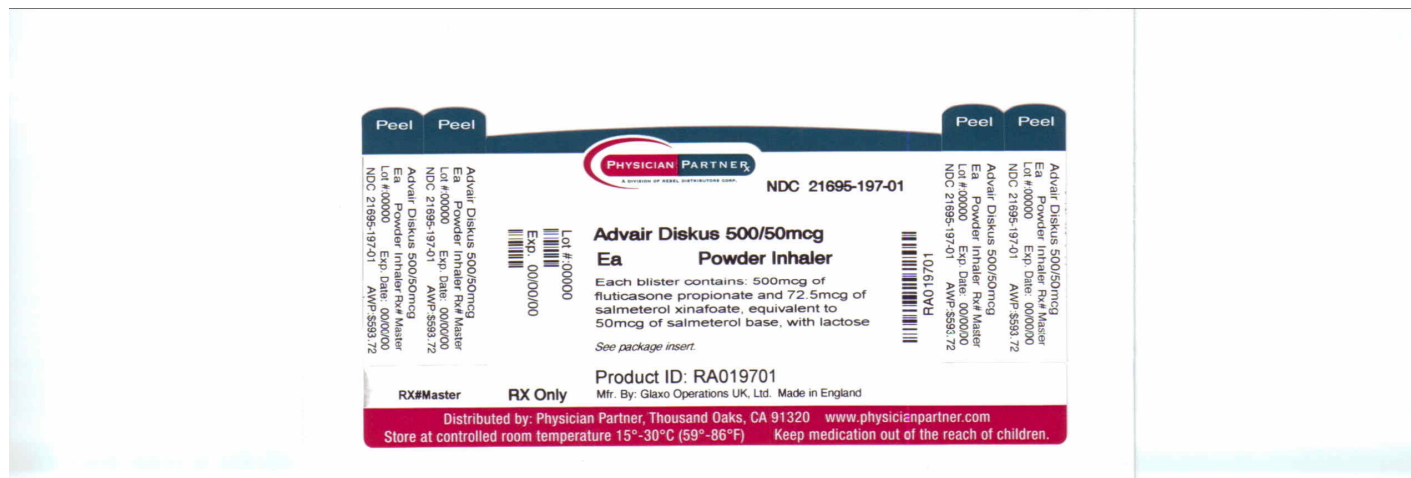 Peel
Peel
Advair Diskus 500/50mcg
Ea Powder Inhaler Rx# Master
Lot #:00000 Exp. Date: 00/00/00
NDC 21695-197-01 AWP:$593.72
Advair Diskus 500/50mcg
Ea Powder Inhaler Rx# Master
Lot #:00000 Exp. Date: 00/00/00
NDC 21695-197-01 AWP:$593.72
RX#Master
PHYSICIAN PARTNER Rx
A DIVISION OF REBEL DISTRIBUTORS CORP.
NDC 21695-197-01
Lot #:00000
Exp. 00/00/00
Advair Diskus 500/50mcg
Ea Powder Inhaler
Each blister contains: 500mcg of
fluticasone propionate and 72.5mcg of
salmeterol xinafoate, equivalent to
50mcg of salmeterol base, with lactose
See package insert.
Product ID: RA019701
RX Only
Mfr. By: Glaxo Operations UK, Ltd. Made in England
RA019701
Peel
Peel
Advair Diskus 500/50mcg
Ea Powder Inhaler Rx# Master
Lot #:00000 Exp. Date: 00/00/00
NDC 21695-197-01 AWP:$593.72
Advair Diskus 500/50mcg
Ea Powder Inhaler Rx# Master
Lot #:00000 Exp. Date: 00/00/00
NDC 21695-197-01 AWP:$593.72
Distributed by: Physician Partner, Thousand Oaks, CA 91320 www.physicianpartner.com
Store at controlled room temperature 15°-30°C (59°-86°F) Keep medication out of the reach of children.